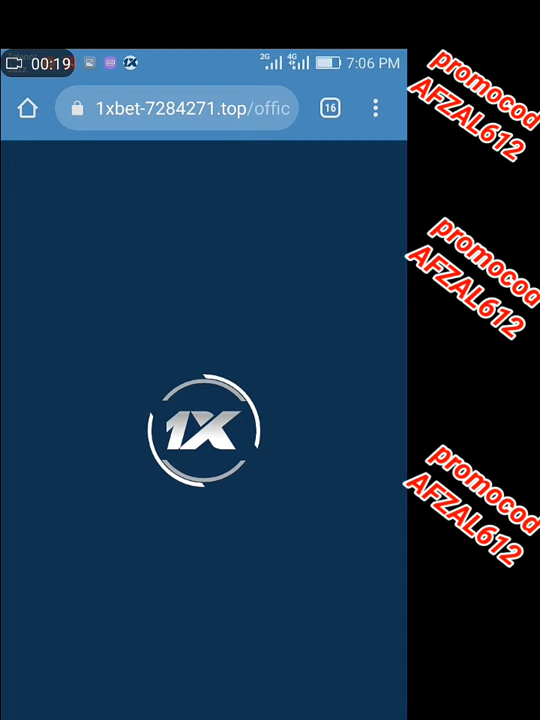 00:19
2G
4G
7:06 PM
1xbet-7284271.top/offic
16
1X
promocod
AFZAL612
promocod
AFZAL612
promocod
AFZAL612